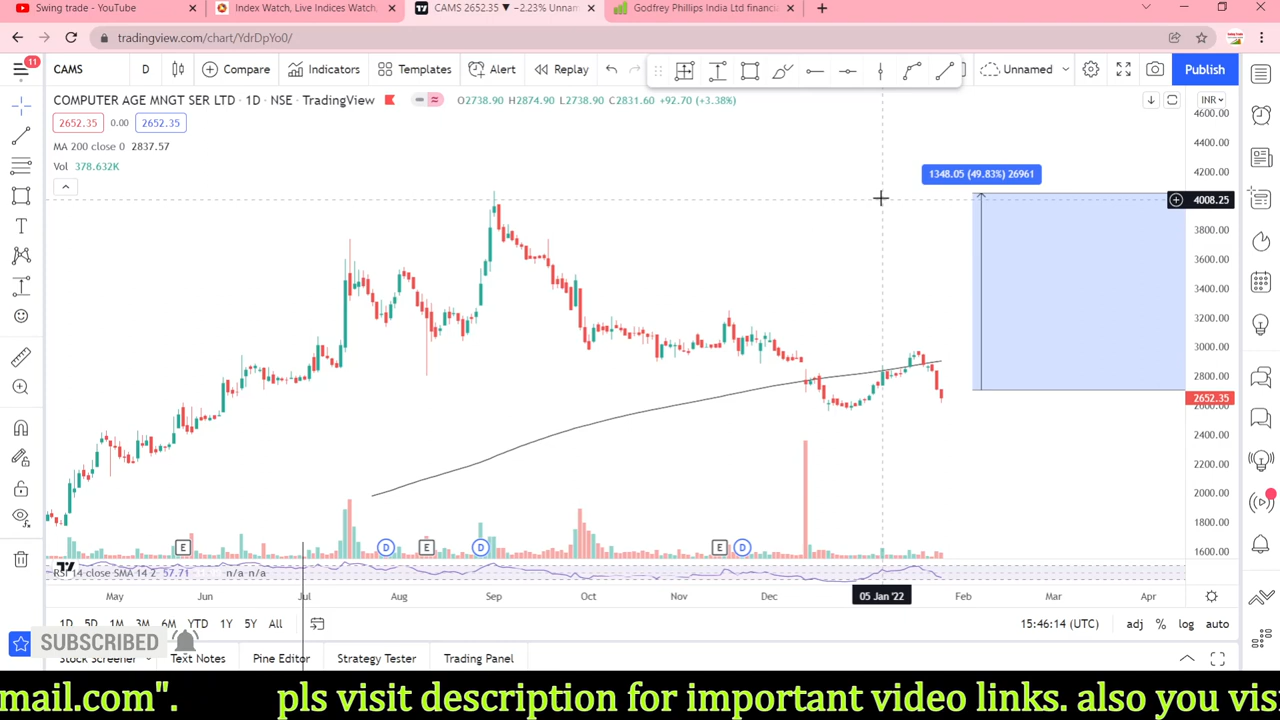 Swing trade - YouTube
Index Watch, Live Indices Watch,
CAMS 2652.35 ▼ −2.23% Unnam
Godfrey Phillips India Ltd financi
tradingview.com/chart/YdrDpYo0/
11
CAMS
D
Compare
Indicators
Templates
Alert
Replay
Unnamed
Publish
COMPUTER AGE MNGT SER LTD · 1D · NSE · TradingView
O2738.90 H2874.90 L2738.90 C2831.60 +92.70 (+3.38%)
INR
2652.35
0.00
2652.35
MA 200 close 0 2837.57
Vol 378.632K
1348.05 (49.83%) 26961
4600.00
4400.00
4200.00
4008.25
3800.00
3600.00
3400.00
3200.00
3000.00
2800.00
2652.35
2600.00
2400.00
2200.00
2000.00
1800.00
1600.00
E
D
E
D
E
D
RSI 14 close SMA 14 2 57.7 n/a n/a
May
Jun
Jul
Aug
Sep
Oct
Nov
Dec
05 Jan '22
Feb
Mar
Apr
1D 5D 1M 3M 6M YTD 1Y 5Y All
15:46:14 (UTC)
adj % log auto
SUBSCRIBED
Stock Screener
Text Notes
Pine Editor
Strategy Tester
Trading Panel
mail.com". pls visit description for important video links. also you vis